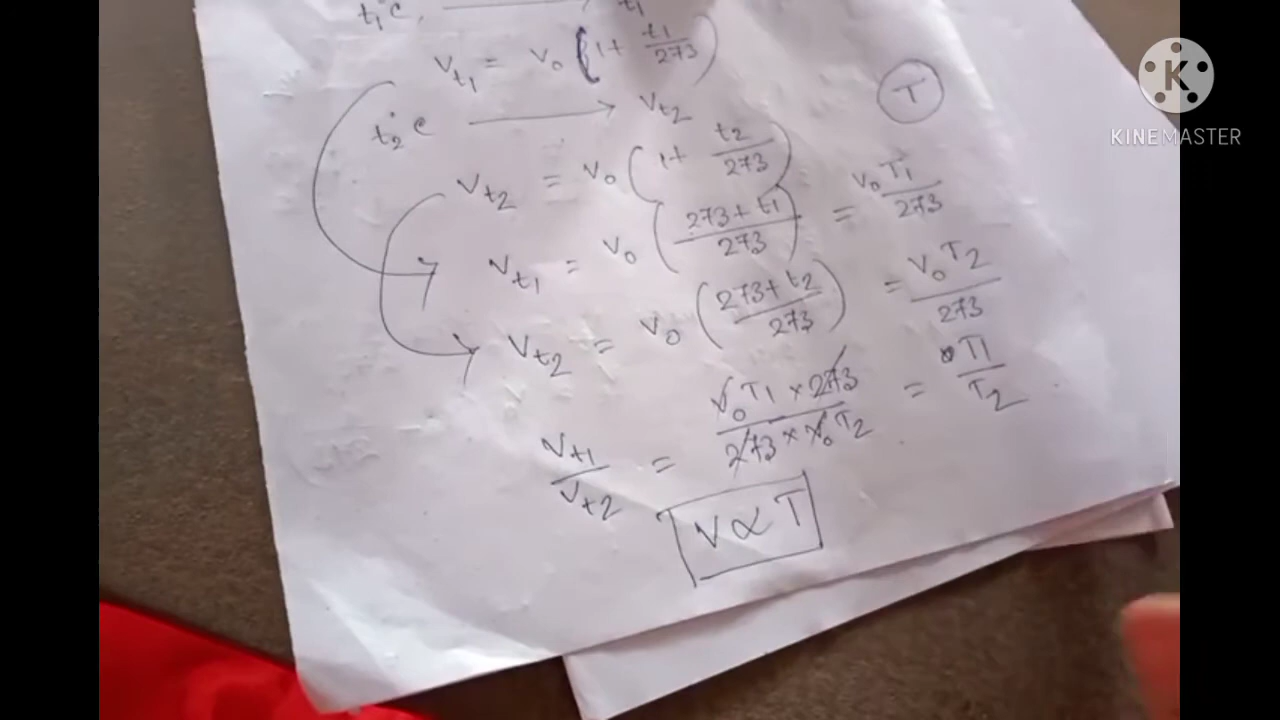 t₁°c, ⟶ t₁
V_t₁ = V₀ (1 + t₁/273)
t₂°c ⟶ V_t₂
T
V_t₂ = V₀ (1 + t₂/273)
V_t₁ = V₀ ((273 + t₁)/273) = V₀T₁/273
V_t₂ = V₀ ((273 + t₂)/273) = V₀T₂/273
V_t₁/V_t₂ = (V₀T₁ × 273)/(273 × V₀T₂) = T₁/T₂
V ∝ T
K
KINEMASTER